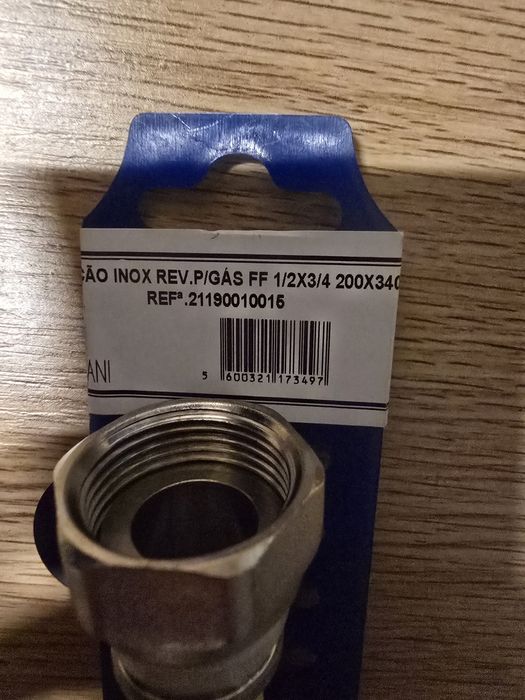 ÇÃO INOX REV.P/GÁS FF 1/2X3/4 200X340
REFª.21190010015
ANI
5 600321 173497